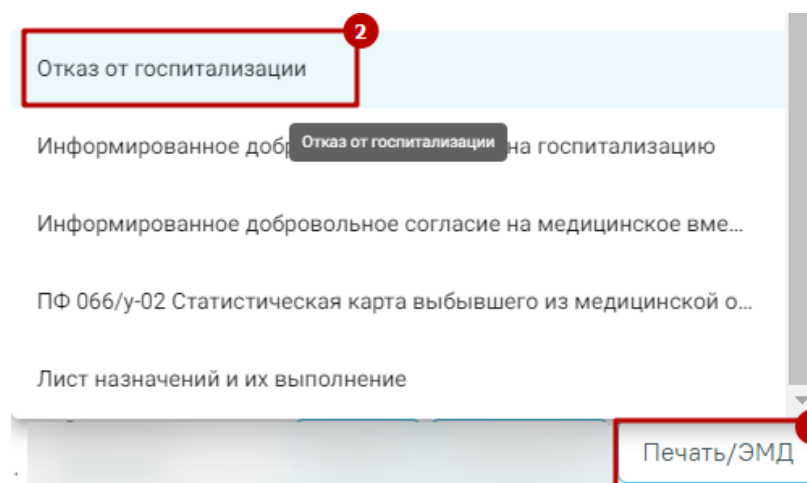 2
Отказ от госпитализации
Информированное доб
Отказ от госпитализации
на госпитализацию
Информированное добровольное согласие на медицинское вме...
ПФ 066/у-02 Статистическая карта выбывшего из медицинской о...
Лист назначений и их выполнение
Печать/ЭМД